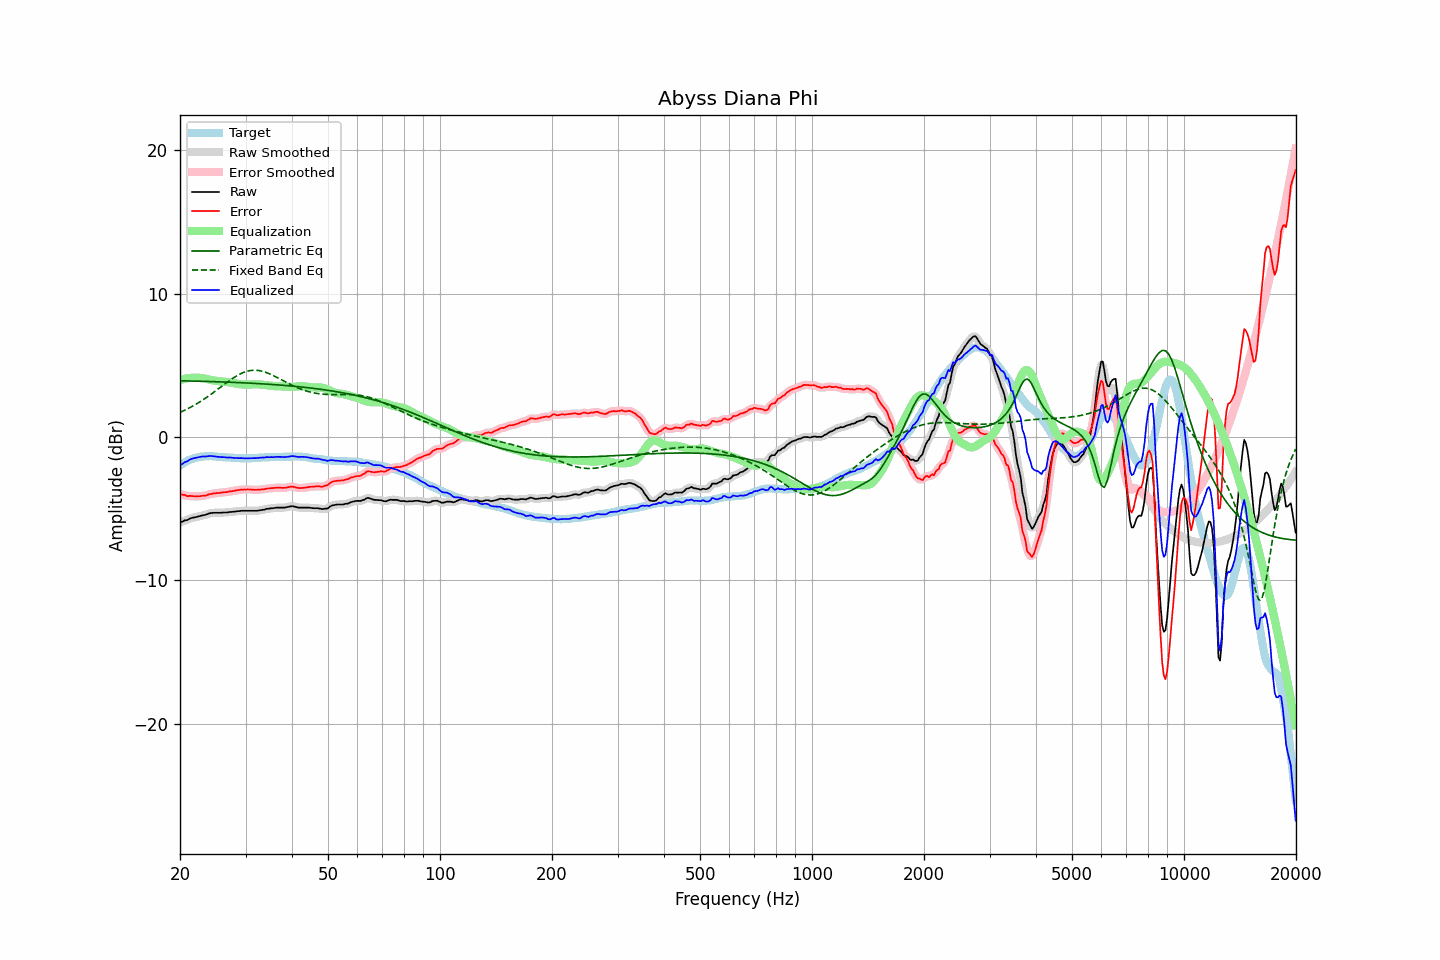 Abyss Diana Phi
Target
Raw Smoothed
Error Smoothed
Raw
Error
Equalization
Parametric Eq
Fixed Band Eq
Equalized
20
10
0
−10
−20
Amplitude (dBr)
20 50 100 200 500 1000 2000 5000 10000 20000
Frequency (Hz)